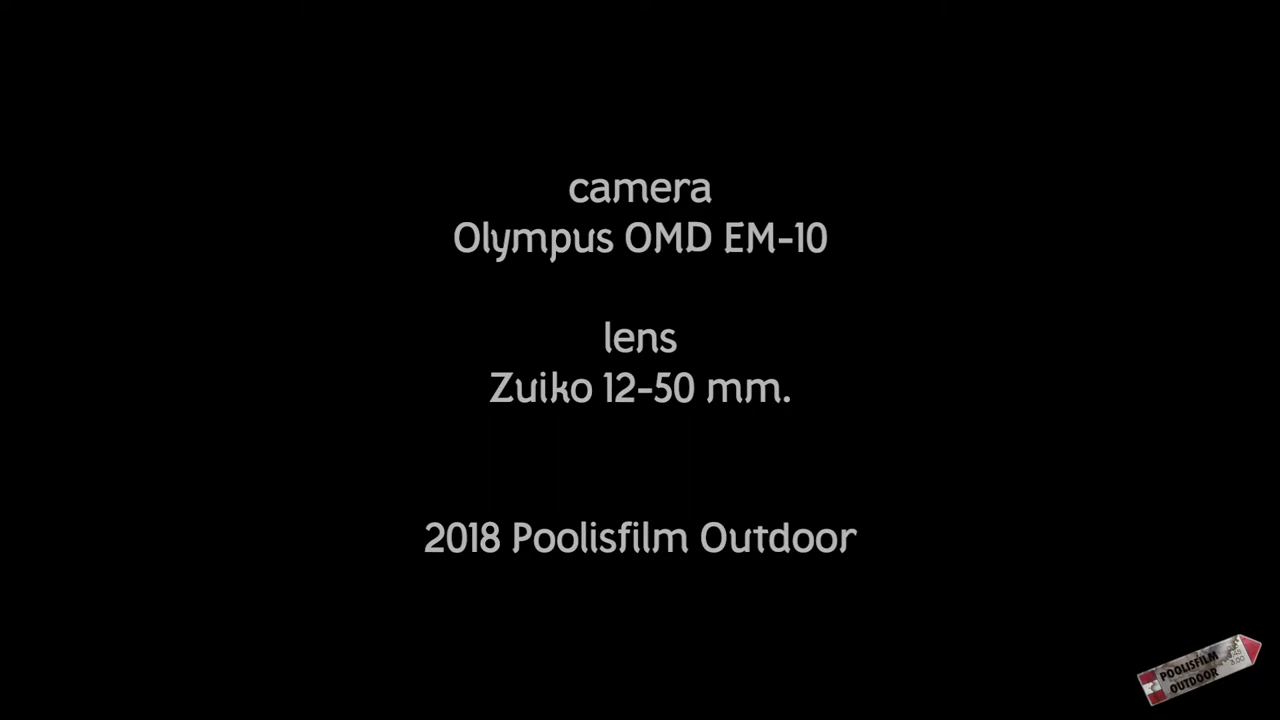 camera
Olympus OMD EM-10
lens
Zuiko 12-50 mm.
2018 Poolisfilm Outdoor
POOLISFILM
OUTDOOR